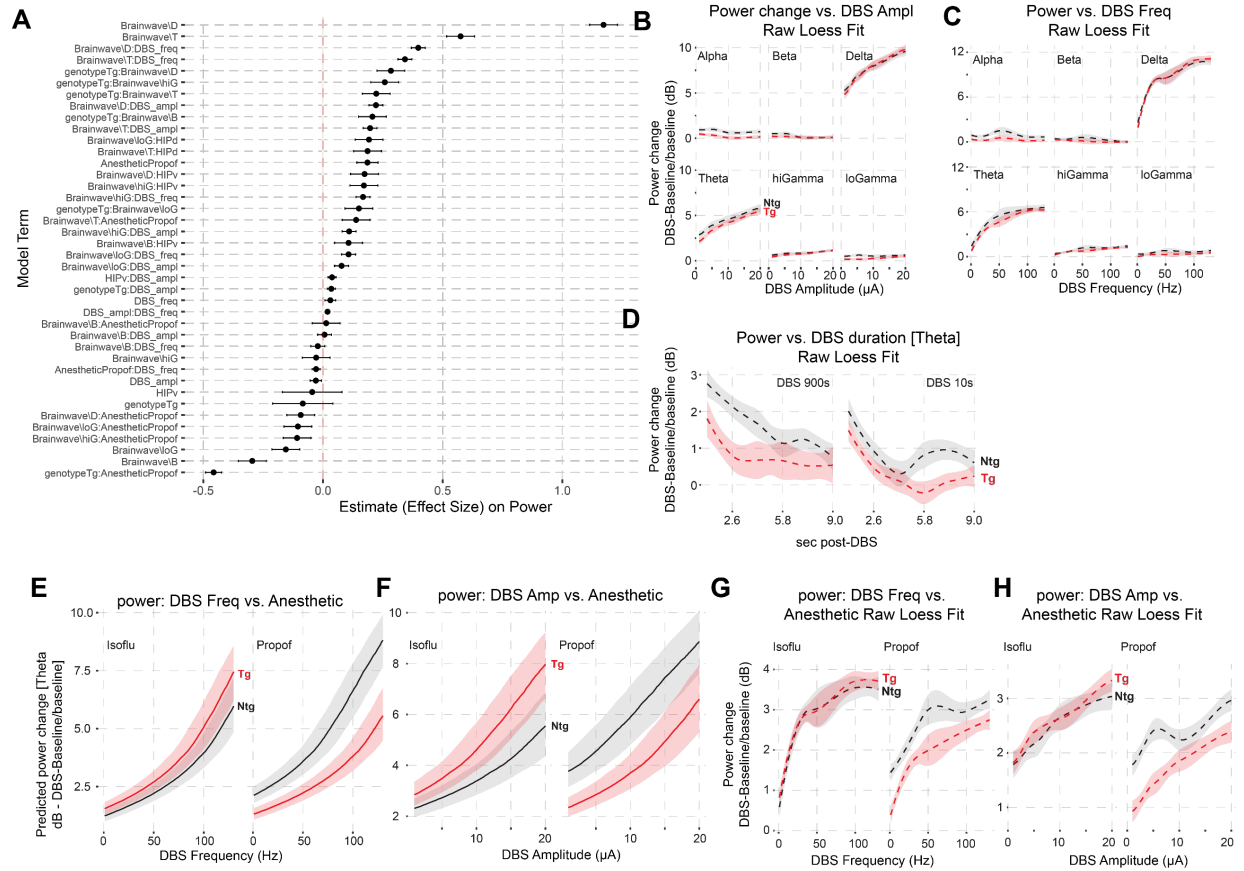 A
Brainwave\D
Brainwave\T
Brainwave\D:DBS_freq
Brainwave\T:DBS_freq
genotypeTg:Brainwave\D
genotypeTg:Brainwave\hiG
genotypeTg:Brainwave\T
Brainwave\D:DBS_ampl
genotypeTg:Brainwave\B
Brainwave\T:DBS_ampl
Brainwave\loG:HIPd
Brainwave\T:HIPd
AnestheticPropof
Brainwave\D:HIPv
Brainwave\hiG:HIPv
Brainwave\hiG:DBS_freq
genotypeTg:Brainwave\loG
Brainwave\T:AnestheticPropof
Brainwave\hiG:DBS_ampl
Brainwave\B:HIPv
Brainwave\loG:DBS_freq
Brainwave\loG:DBS_ampl
HIPv:DBS_ampl
genotypeTg:DBS_ampl
DBS_freq
DBS_ampl:DBS_freq
Brainwave\B:AnestheticPropof
Brainwave\B:DBS_ampl
Brainwave\B:DBS_freq
Brainwave\hiG
AnestheticPropof:DBS_freq
DBS_ampl
HIPv
genotypeTg
Brainwave\D:AnestheticPropof
Brainwave\loG:AnestheticPropof
Brainwave\hiG:AnestheticPropof
Brainwave\loG
Brainwave\B
genotypeTg:AnestheticPropof
Model Term
-0.5 0.0 0.5 1.0
Estimate (Effect Size) on Power
B
Power change vs. DBS Ampl
Raw Loess Fit
Alpha Beta Delta
10
5
0
Theta hiGamma loGamma
10
5
0
Ntg
Tg
0 10 20 0 10 20 0 10 20
DBS Amplitude (µA)
Power change
DBS-Baseline/baseline (dB)
C
Power vs. DBS Freq
Raw Loess Fit
Alpha Beta Delta
12
6
0
Theta hiGamma loGamma
12
6
0
0 50 100 0 50 100 0 50 100
DBS Frequency (Hz)
D
Power vs. DBS duration [Theta]
Raw Loess Fit
DBS 900s DBS 10s
3
2
1
0
Ntg
Tg
2.6 5.8 9.0 2.6 5.8 9.0
sec post-DBS
Power change
DBS-Baseline/baseline (dB)
E
power: DBS Freq vs. Anesthetic
Isoflu Propof
10.0
7.5
5.0
2.5
Tg
Ntg
0 50 100 0 50 100
DBS Frequency (Hz)
Predicted power change [Theta
dB - DBS-Baseline/baseline]
F
power: DBS Amp vs. Anesthetic
Isoflu Propof
10
8
6
4
2
Tg
Ntg
10 20 10 20
DBS Amplitude (µA)
G
power: DBS Freq vs.
Anesthetic Raw Loess Fit
Isoflu Propof
4
3
2
1
0
Tg
Ntg
0 50 100 0 50 100
DBS Frequency (Hz)
Power change
DBS-Baseline/baseline (dB)
H
power: DBS Amp vs.
Anesthetic Raw Loess Fit
Isoflu Propof
3
2
1
Tg
Ntg
0 10 20 0 10 20
DBS Amplitude (µA)